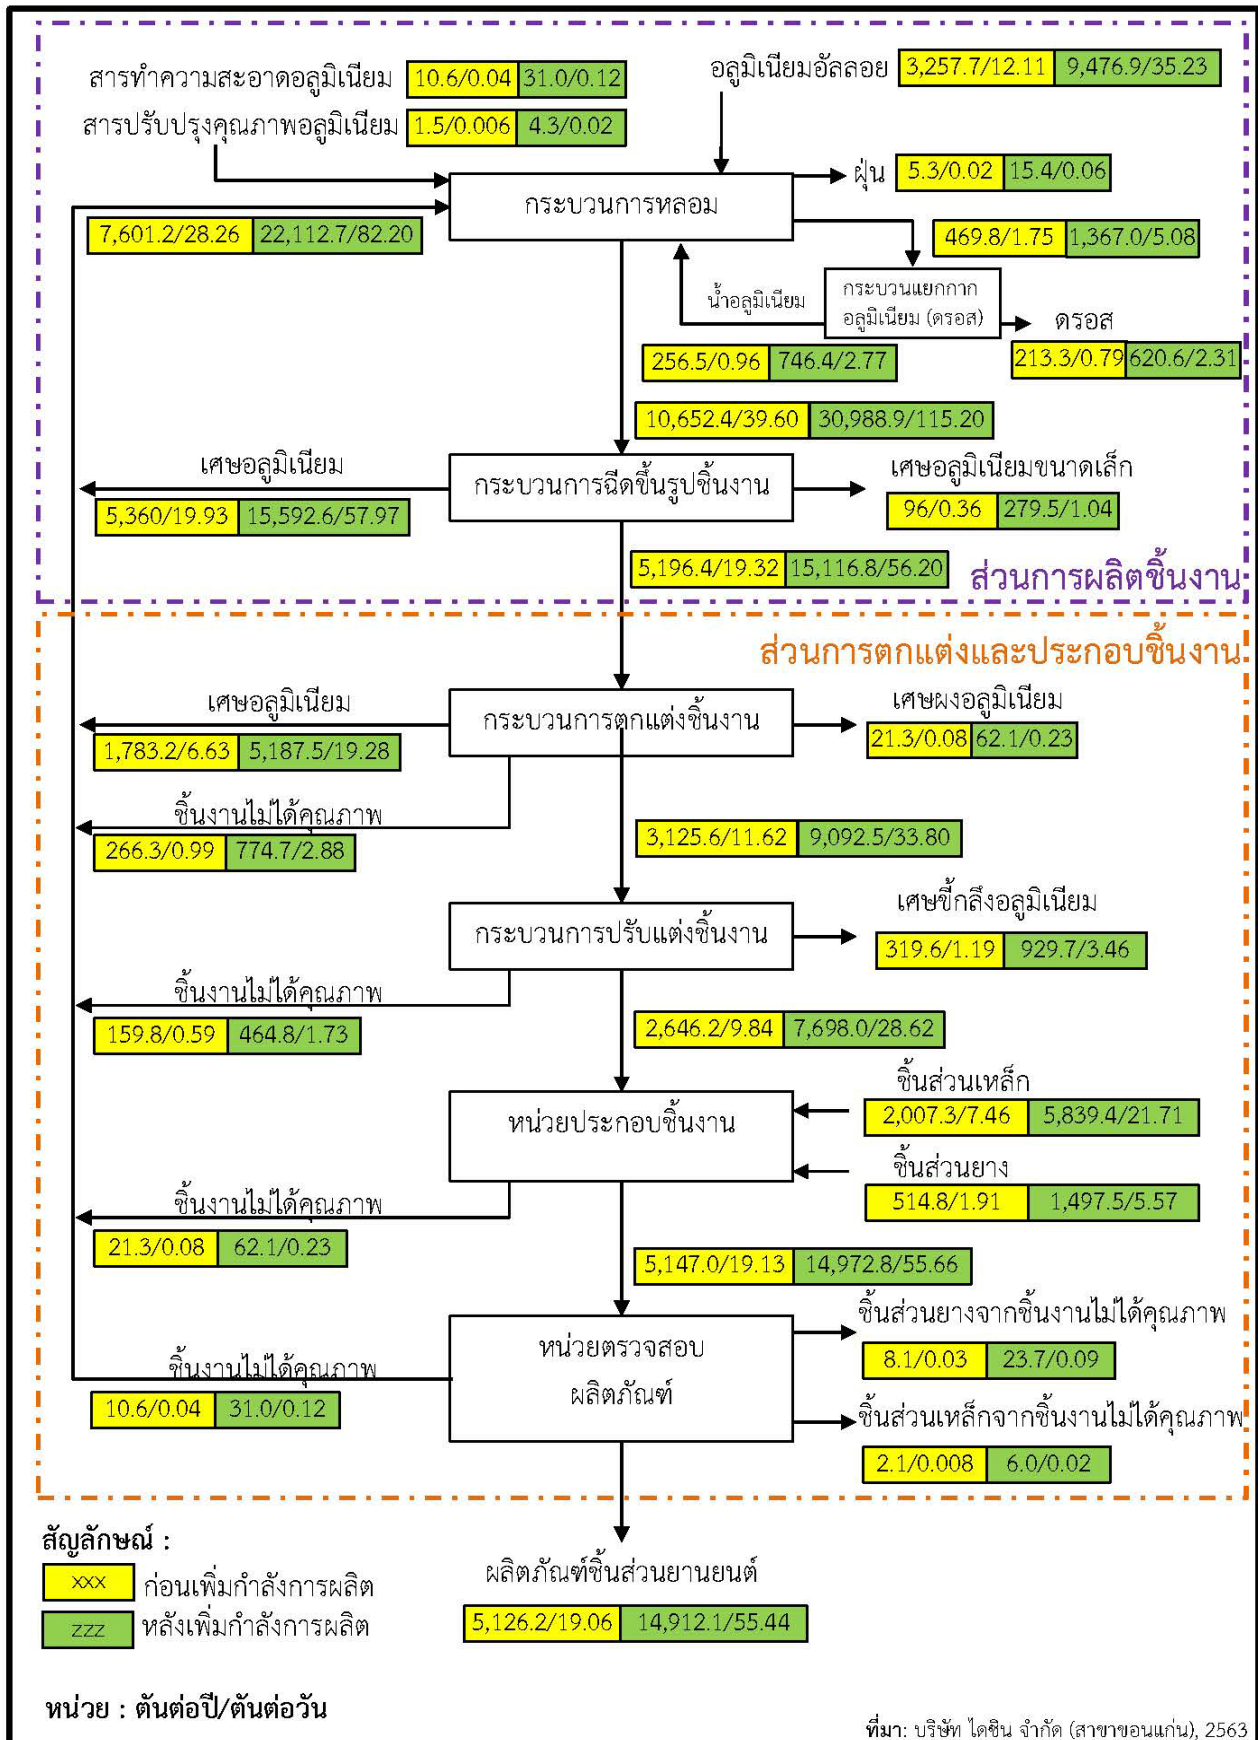 สารทำความสะอาดอลูมิเนียม 10.6/0.04 31.0/0.12
อลูมิเนียมอัลลอย 3,257.7/12.11 9,476.9/35.23
สารปรับปรุงคุณภาพอลูมิเนียม 1.5/0.006 4.3/0.02
ฝุ่น 5.3/0.02 15.4/0.06
กระบวนการหลอม
7,601.2/28.26 22,112.7/82.20
469.8/1.75 1,367.0/5.08
กระบวนแยกกาก
อลูมิเนียม (ดรอส)
น้ำอลูมิเนียม
ดรอส
256.5/0.96 746.4/2.77
213.3/0.79 620.6/2.31
10,652.4/39.60 30,988.9/115.20
เศษอลูมิเนียม
กระบวนการฉีดขึ้นรูปชิ้นงาน
เศษอลูมิเนียมขนาดเล็ก
5,360/19.93 15,592.6/57.97
96/0.36 279.5/1.04
5,196.4/19.32 15,116.8/56.20
ส่วนการผลิตชิ้นงาน
ส่วนการตกแต่งและประกอบชิ้นงาน
เศษอลูมิเนียม
กระบวนการตกแต่งชิ้นงาน
เศษผงอลูมิเนียม
1,783.2/6.63 5,187.5/19.28
21.3/0.08 62.1/0.23
ชิ้นงานไม่ได้คุณภาพ
266.3/0.99 774.7/2.88
3,125.6/11.62 9,092.5/33.80
เศษขี้กลึงอลูมิเนียม
กระบวนการปรับแต่งชิ้นงาน
319.6/1.19 929.7/3.46
ชิ้นงานไม่ได้คุณภาพ
159.8/0.59 464.8/1.73
2,646.2/9.84 7,698.0/28.62
ชิ้นส่วนเหล็ก
2,007.3/7.46 5,839.4/21.71
หน่วยประกอบชิ้นงาน
ชิ้นส่วนยาง
514.8/1.91 1,497.5/5.57
ชิ้นงานไม่ได้คุณภาพ
21.3/0.08 62.1/0.23
5,147.0/19.13 14,972.8/55.66
ชิ้นส่วนยางจากชิ้นงานไม่ได้คุณภาพ
8.1/0.03 23.7/0.09
หน่วยตรวจสอบ
ผลิตภัณฑ์
ชิ้นงานไม่ได้คุณภาพ
10.6/0.04 31.0/0.12
ชิ้นส่วนเหล็กจากชิ้นงานไม่ได้คุณภาพ
2.1/0.008 6.0/0.02
สัญลักษณ์ :
xxx ก่อนเพิ่มกำลังการผลิต
zzz หลังเพิ่มกำลังการผลิต
ผลิตภัณฑ์ชิ้นส่วนยานยนต์
5,126.2/19.06 14,912.1/55.44
หน่วย : ตันต่อปี/ตันต่อวัน
ที่มา: บริษัท ไดซิน จำกัด (สาขาขอนแก่น), 2563